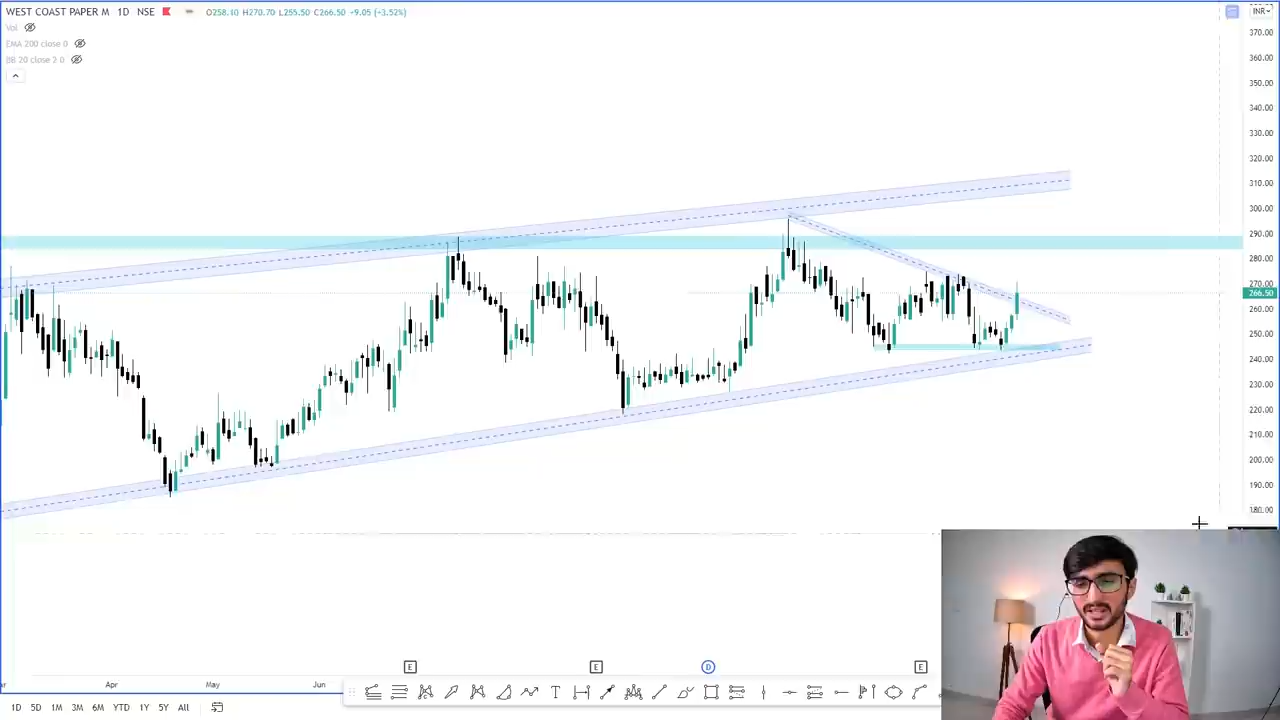 WEST COAST PAPER M 1D NSE O258.10 H270.70 L255.50 C266.50 +9.05 (+3.52%)
Vol
EMA 200 close 0
BB 20 close 2 0
INR
370.00
360.00
350.00
340.00
330.00
320.00
310.00
300.00
290.00
280.00
270.00
266.50
260.00
250.00
240.00
230.00
220.00
210.00
200.00
190.00
180.00
E E D E
Apr May Jun
1D 5D 1M 3M 6M YTD 1Y 5Y All